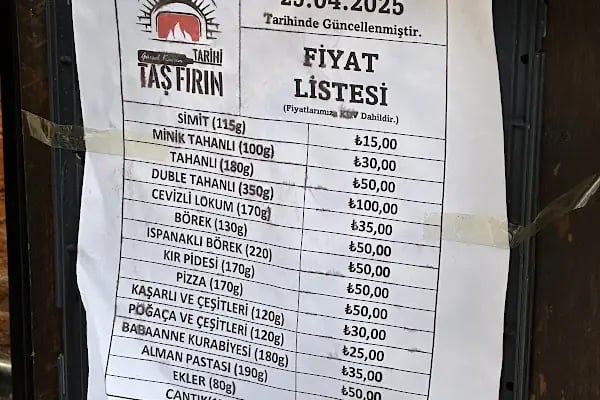 25.04.2025
Tarihinde Güncellenmiştir.
TARİHİ
TAŞ FIRIN
FİYAT
LİSTESİ
(Fiyatlarımıza KDV Dahildir.)
SİMİT (115g) ₺15,00
MİNİK TAHANLI (100g) ₺30,00
TAHANLI (180g) ₺50,00
DUBLE TAHANLI (350g) ₺100,00
CEVİZLİ LOKUM (170g) ₺35,00
BÖREK (130g) ₺50,00
ISPANAKLI BÖREK (220) ₺50,00
KIR PİDESİ (170g) ₺50,00
PİZZA (170g) ₺50,00
KAŞARLI VE ÇEŞİTLERİ (120g) ₺30,00
POĞAÇA VE ÇEŞİTLERİ (120g) ₺25,00
BABAANNE KURABİYESİ (180g) ₺35,00
ALMAN PASTASI (190g) ₺50,00
EKLER (80g)